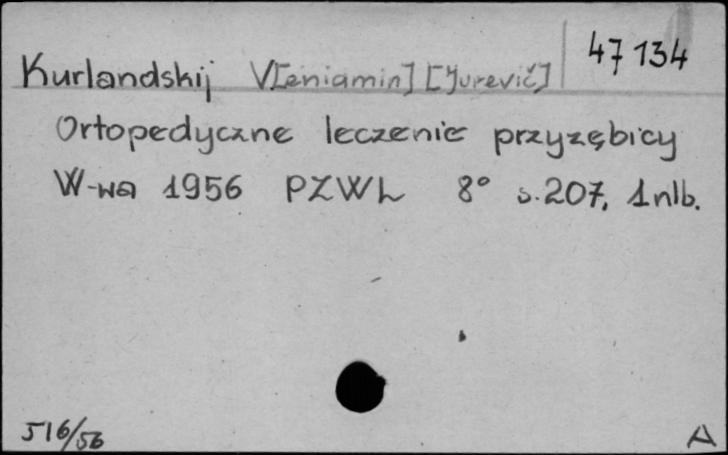 47134
Kurlandskij V[eniamin] [Jurevič]
Ortopedyczne leczenie przyzębicy
W-wa 1956 PZWL 8° s. 207, 1nlb.
516/56
A